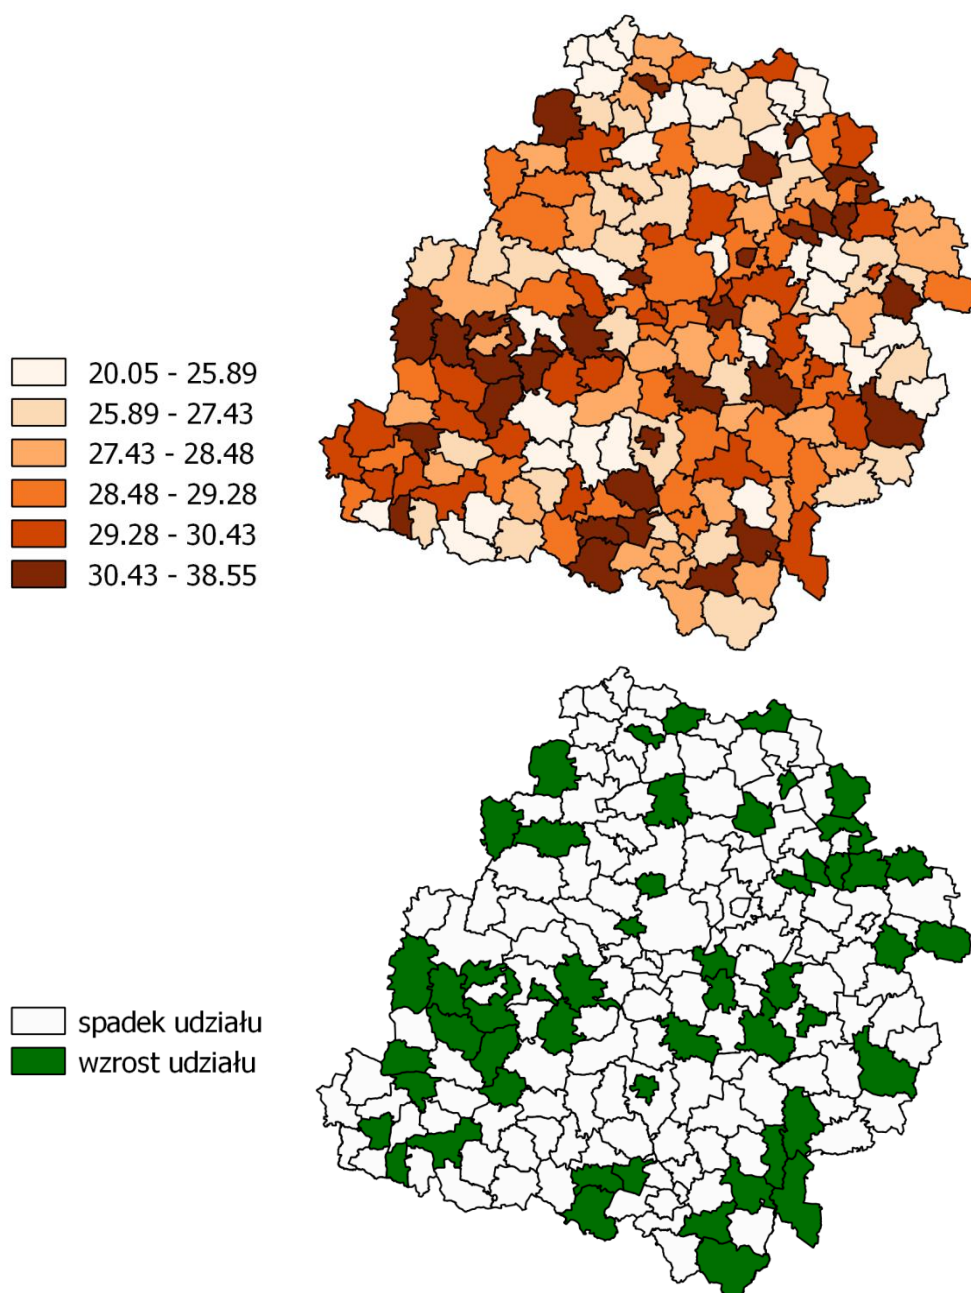 20.05 - 25.89
25.89 - 27.43
27.43 - 28.48
28.48 - 29.28
29.28 - 30.43
30.43 - 38.55
spadek udziału
wzrost udziału